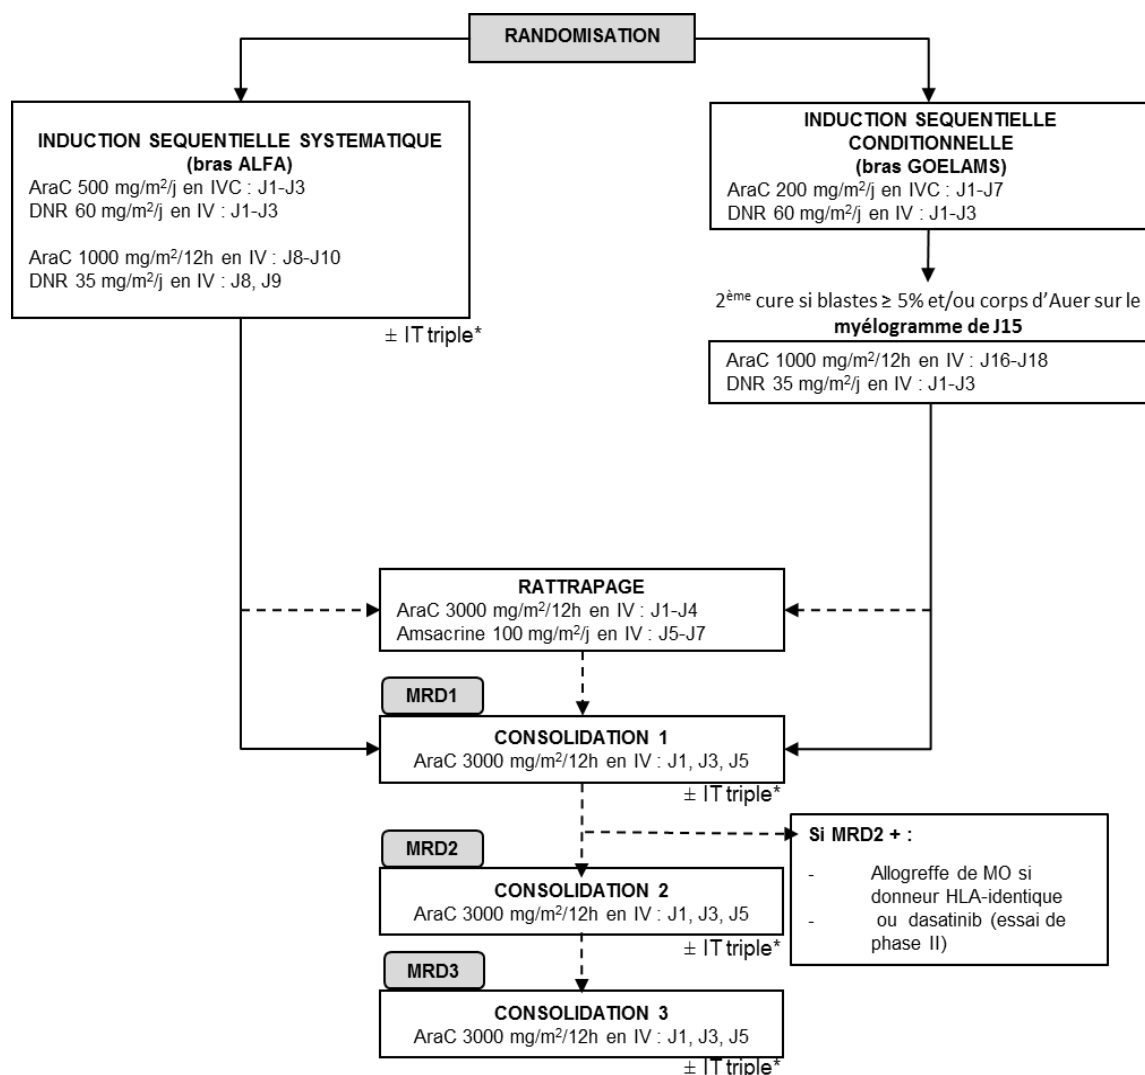 RANDOMISATION
INDUCTION SEQUENTIELLE SYSTEMATIQUE
(bras ALFA)
AraC 500 mg/m²/j en IVC : J1-J3
DNR 60 mg/m²/j en IV : J1-J3
AraC 1000 mg/m²/12h en IV : J8-J10
DNR 35 mg/m²/j en IV : J8, J9
± IT triple*
INDUCTION SEQUENTIELLE
CONDITIONNELLE
(bras GOELAMS)
AraC 200 mg/m²/j en IVC : J1-J7
DNR 60 mg/m²/j en IV : J1-J3
2ème cure si blastes ≥ 5% et/ou corps d’Auer sur le
myélogramme de J15
AraC 1000 mg/m²/12h en IV : J16-J18
DNR 35 mg/m²/j en IV : J1-J3
RATTRAPAGE
AraC 3000 mg/m²/12h en IV : J1-J4
Amsacrine 100 mg/m²/j en IV : J5-J7
MRD1
CONSOLIDATION 1
AraC 3000 mg/m²/12h en IV : J1, J3, J5
± IT triple*
Si MRD2 + :
- Allogreffe de MO si
donneur HLA-identique
- ou dasatinib (essai de
phase II)
MRD2
CONSOLIDATION 2
AraC 3000 mg/m²/12h en IV : J1, J3, J5
± IT triple*
MRD3
CONSOLIDATION 3
AraC 3000 mg/m²/12h en IV : J1, J3, J5
± IT triple*